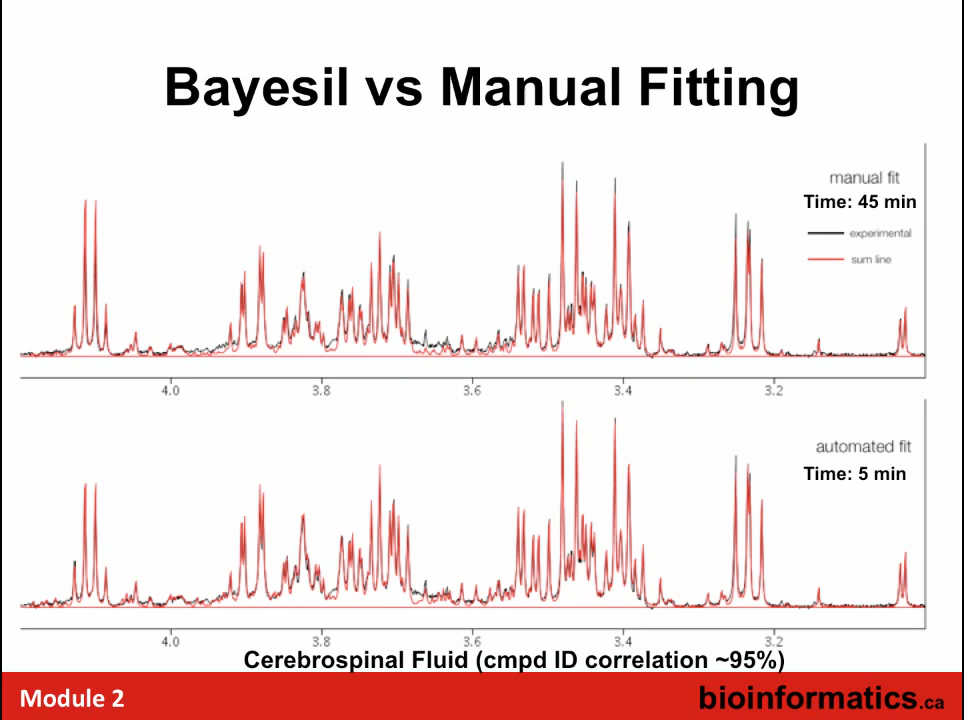 Bayesil vs Manual Fitting
manual fit
Time: 45 min
experimental
sum line
4.0 3.8 3.6 3.4 3.2
automated fit
Time: 5 min
4.0 3.8 3.6 3.4 3.2
Cerebrospinal Fluid (cmpd ID correlation ~95%)
Module 2
bioinformatics.ca